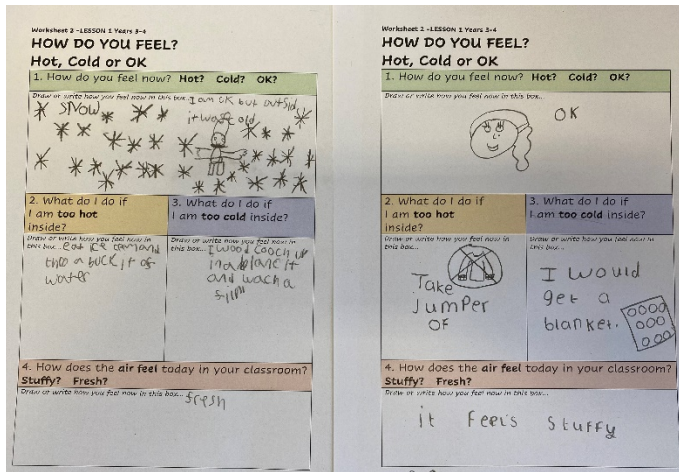 Worksheet 2 -LESSON 1 Years 3-4
HOW DO YOU FEEL?
Hot, Cold or OK
1. How do you feel now? Hot? Cold? OK?
Draw or write how you feel now in this box...
I am OK but outsid
snow
it was cold
2. What do I do if
I am too hot
inside?
Draw or write how you feel now in
this box...
eat ice cam and
thro a buck it of
water
3. What do I do if
I am too cold inside?
Draw or write how you feel now in
this box...
I wood cooch up
in a blanc it
and wach a
film
4. How does the air feel today in your classroom?
Stuffy? Fresh?
Draw or write how you feel now in this box...
fresh
Worksheet 2 -LESSON 1 Years 3-4
HOW DO YOU FEEL?
Hot, Cold or OK
1. How do you feel now? Hot? Cold? OK?
Draw or write how you feel now in this box...
OK
2. What do I do if
I am too hot
inside?
Draw or write how you feel now in
this box...
Take
Jumper
OF
3. What do I do if
I am too cold inside?
Draw or write how you feel now in
this box...
I would
get a
blanket.
4. How does the air feel today in your classroom?
Stuffy? Fresh?
Draw or write how you feel now in this box...
it feels stuffy